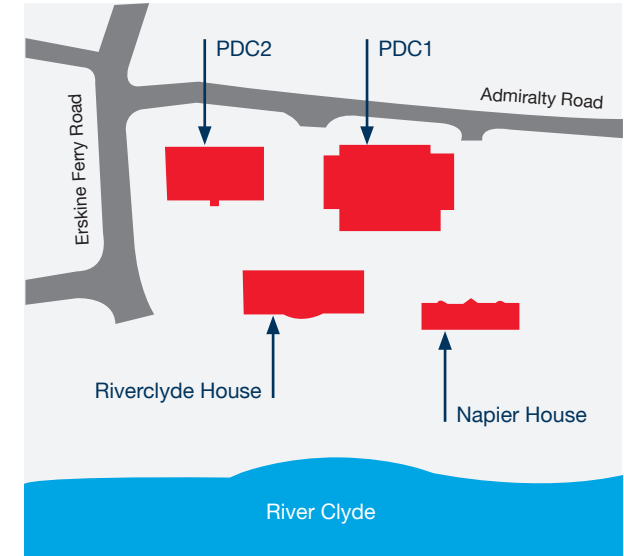 PDC2
PDC1
Admiralty Road
Erskine Ferry Road
Riverclyde House
Napier House
River Clyde